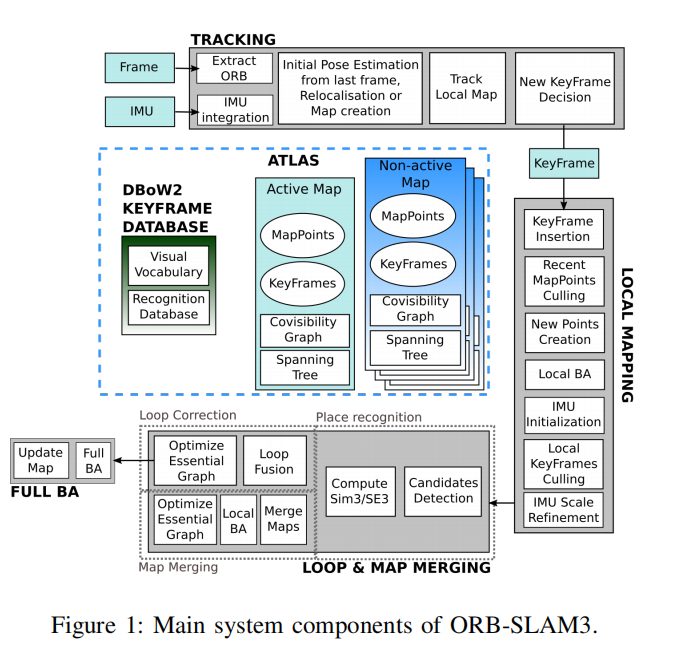 TRACKING
Frame
IMU
Extract
ORB
IMU
integration
Initial Pose Estimation
from last frame,
Relocalisation or
Map creation
Track
Local Map
New KeyFrame
Decision
KeyFrame
ATLAS
DBoW2
KEYFRAME
DATABASE
Visual
Vocabulary
Recognition
Database
Active Map
MapPoints
KeyFrames
Covisibility
Graph
Spanning
Tree
Non-active
Map
MapPoints
KeyFrames
Covisibility
Graph
Spanning
Tree
LOCAL MAPPING
KeyFrame
Insertion
Recent
MapPoints
Culling
New Points
Creation
Local BA
IMU
Initialization
Local
KeyFrames
Culling
IMU Scale
Refinement
Loop Correction
Optimize
Essential
Graph
Loop
Fusion
Place recognition
Compute
Sim3/SE3
Candidates
Detection
Optimize
Essential
Graph
Local
BA
Merge
Maps
Map Merging
LOOP & MAP MERGING
Update
Map
Full
BA
FULL BA
Figure 1: Main system components of ORB-SLAM3.